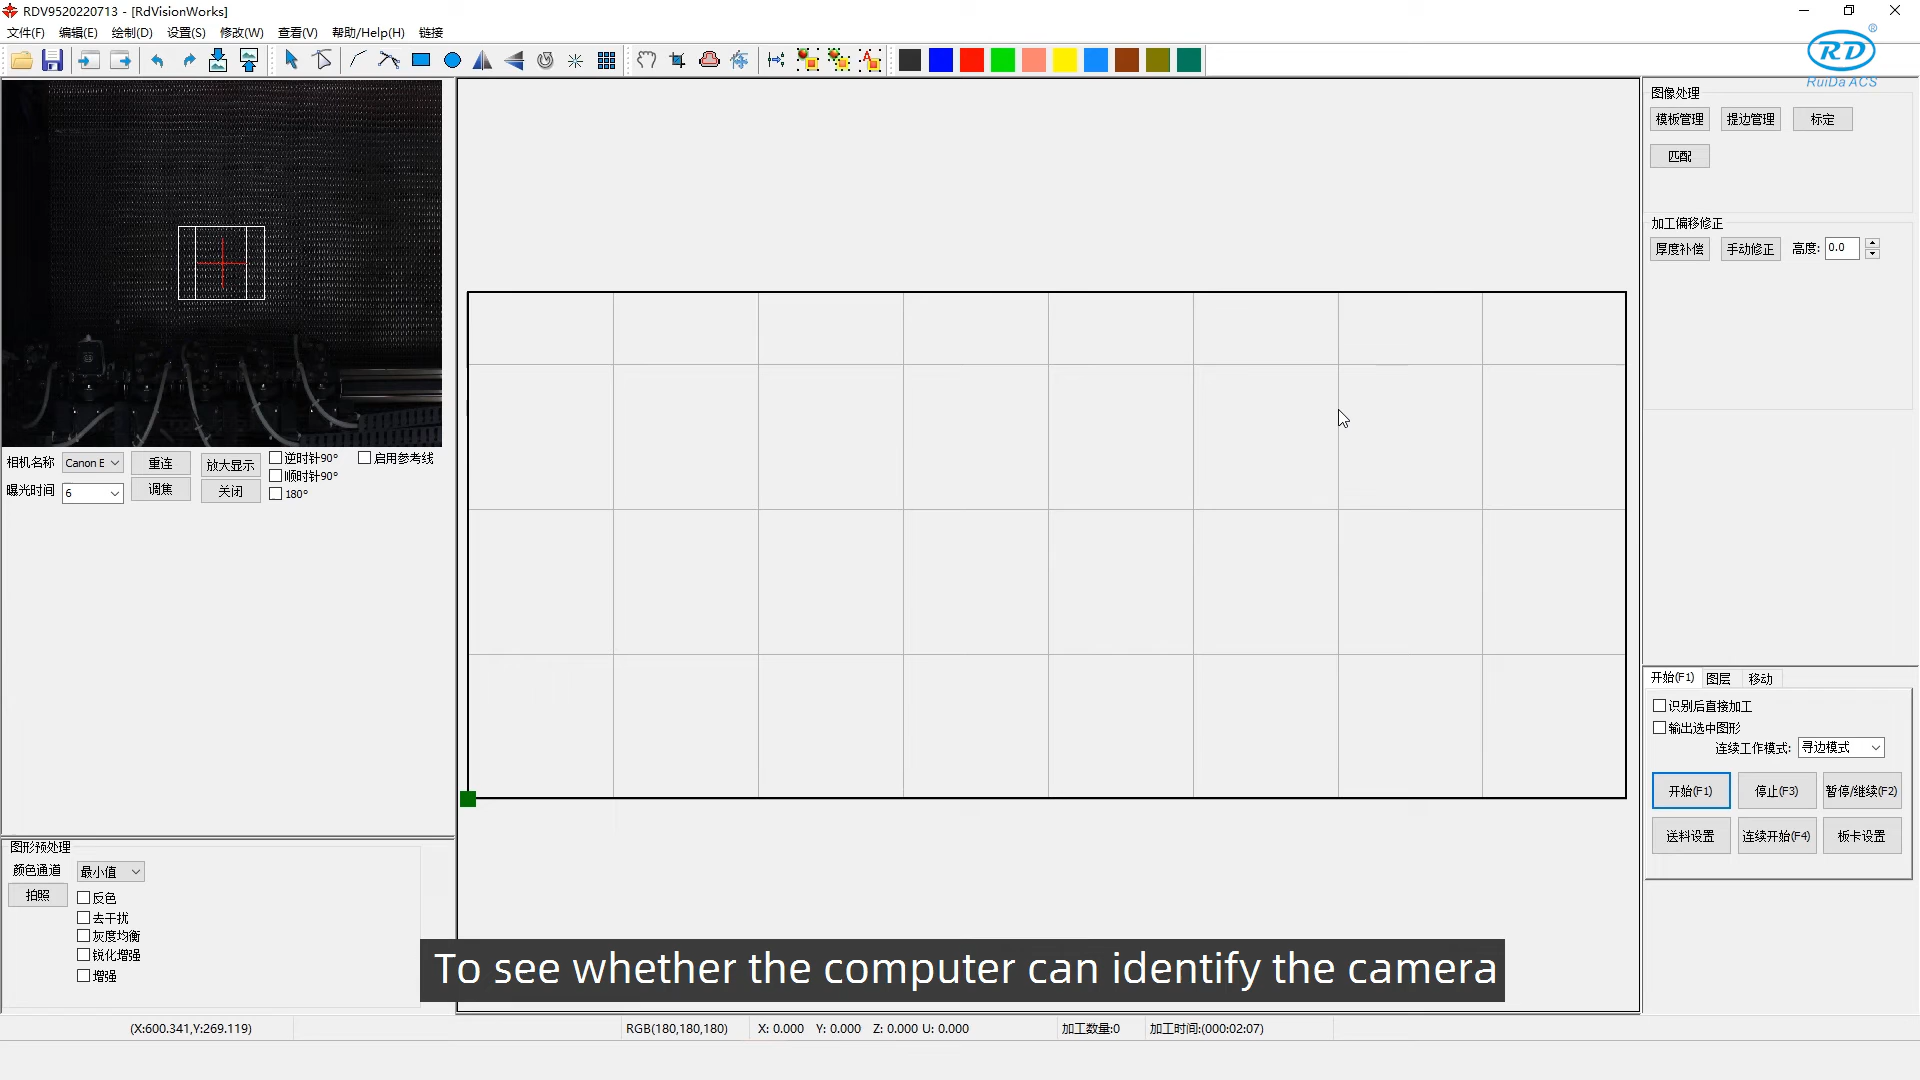 RDV9520220713 - [RdVisionWorks]
文件(F) 编辑(E) 绘制(D) 设置(S) 修改(W) 查看(V) 帮助/Help(H) 链接
RD ®
RuiDa ACS
图像处理
模板管理 提边管理 标定
匹配
加工偏移修正
厚度补偿 手动修正 高度: 0.0
相机名称 Canon E 重连 放大显示 逆时针90° 启用参考线
顺时针90°
曝光时间 6 调焦 关闭 180°
开始(F1) 图层 移动
识别后直接加工
输出选中图形
连续工作模式: 寻边模式
开始(F1) 停止(F3) 暂停/继续(F2)
送料设置 连续开始(F4) 板卡设置
图形预处理
颜色通道 最小值
拍照 反色
去干扰
灰度均衡
锐化增强
增强
To see whether the computer can identify the camera
(X:600.341,Y:269.119) RGB(180,180,180) X: 0.000 Y: 0.000 Z: 0.000 U: 0.000 加工数量:0 加工时间:(000:02:07)